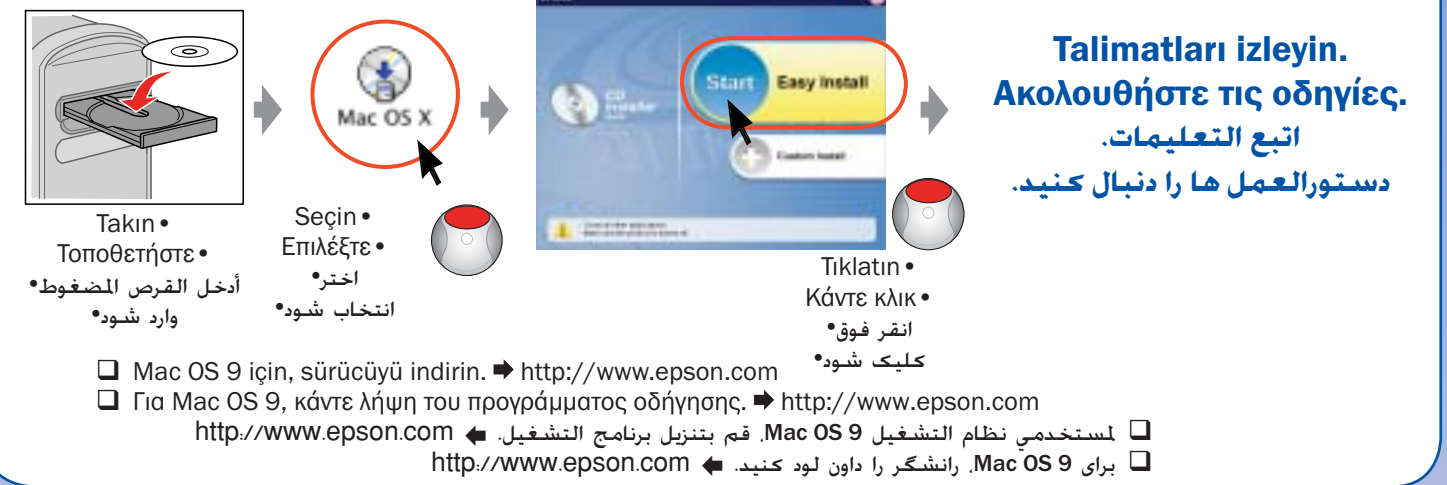 Takın •
Τοποθετήστε •
أدخل القرص المضغوط•
وارد شود•
Mac OS X
Seçin •
Επιλέξτε •
اختر•
انتخاب شود•
Start Easy Install
Custom Install
Tıklatın •
Κάντε κλικ •
انقر فوق•
کلیک شود•
Talimatları izleyin.
Ακολουθήστε τις οδηγίες.
اتبع التعليمات.
دستورالعمل ها را دنبال کنید.
❑ Mac OS 9 için, sürücüyü indirin. ➡ http://www.epson.com
❑ Για Mac OS 9, κάντε λήψη του προγράμματος οδήγησης. ➡ http://www.epson.com
❑ لمستخدمي نظام التشغيل Mac OS 9، قم بتنزيل برنامج التشغيل. ⬅ http://www.epson.com
❑ برای Mac OS 9، رانشگر را داون لود کنید. ⬅ http://www.epson.com